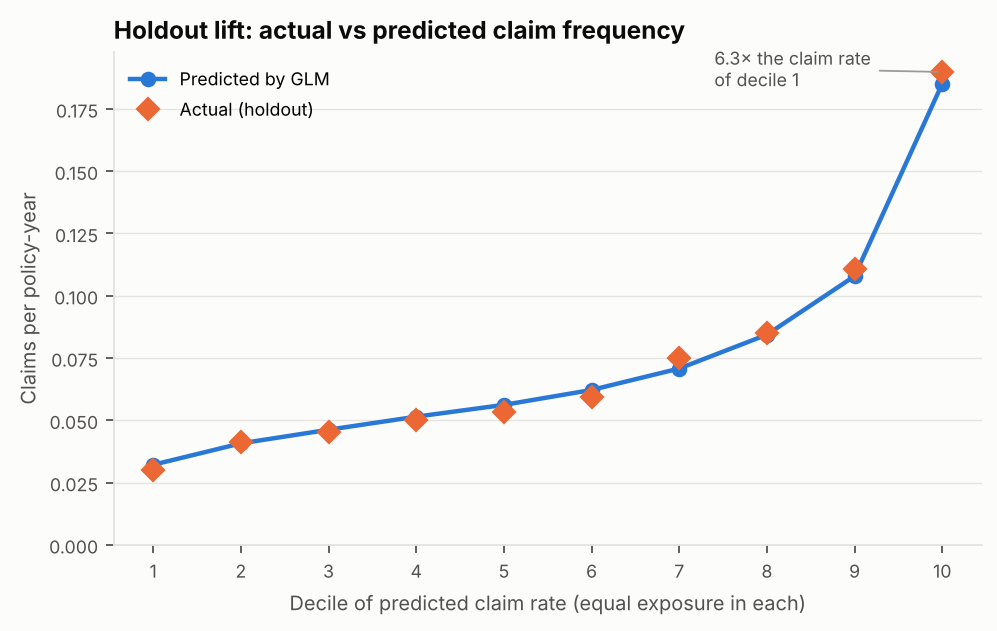 Holdout lift: actual vs predicted claim frequency
Predicted by GLM
Actual (holdout)
6.3× the claim rate
of decile 1
Claims per policy-year
0.175
0.150
0.125
0.100
0.075
0.050
0.025
0.000
1 2 3 4 5 6 7 8 9 10
Decile of predicted claim rate (equal exposure in each)